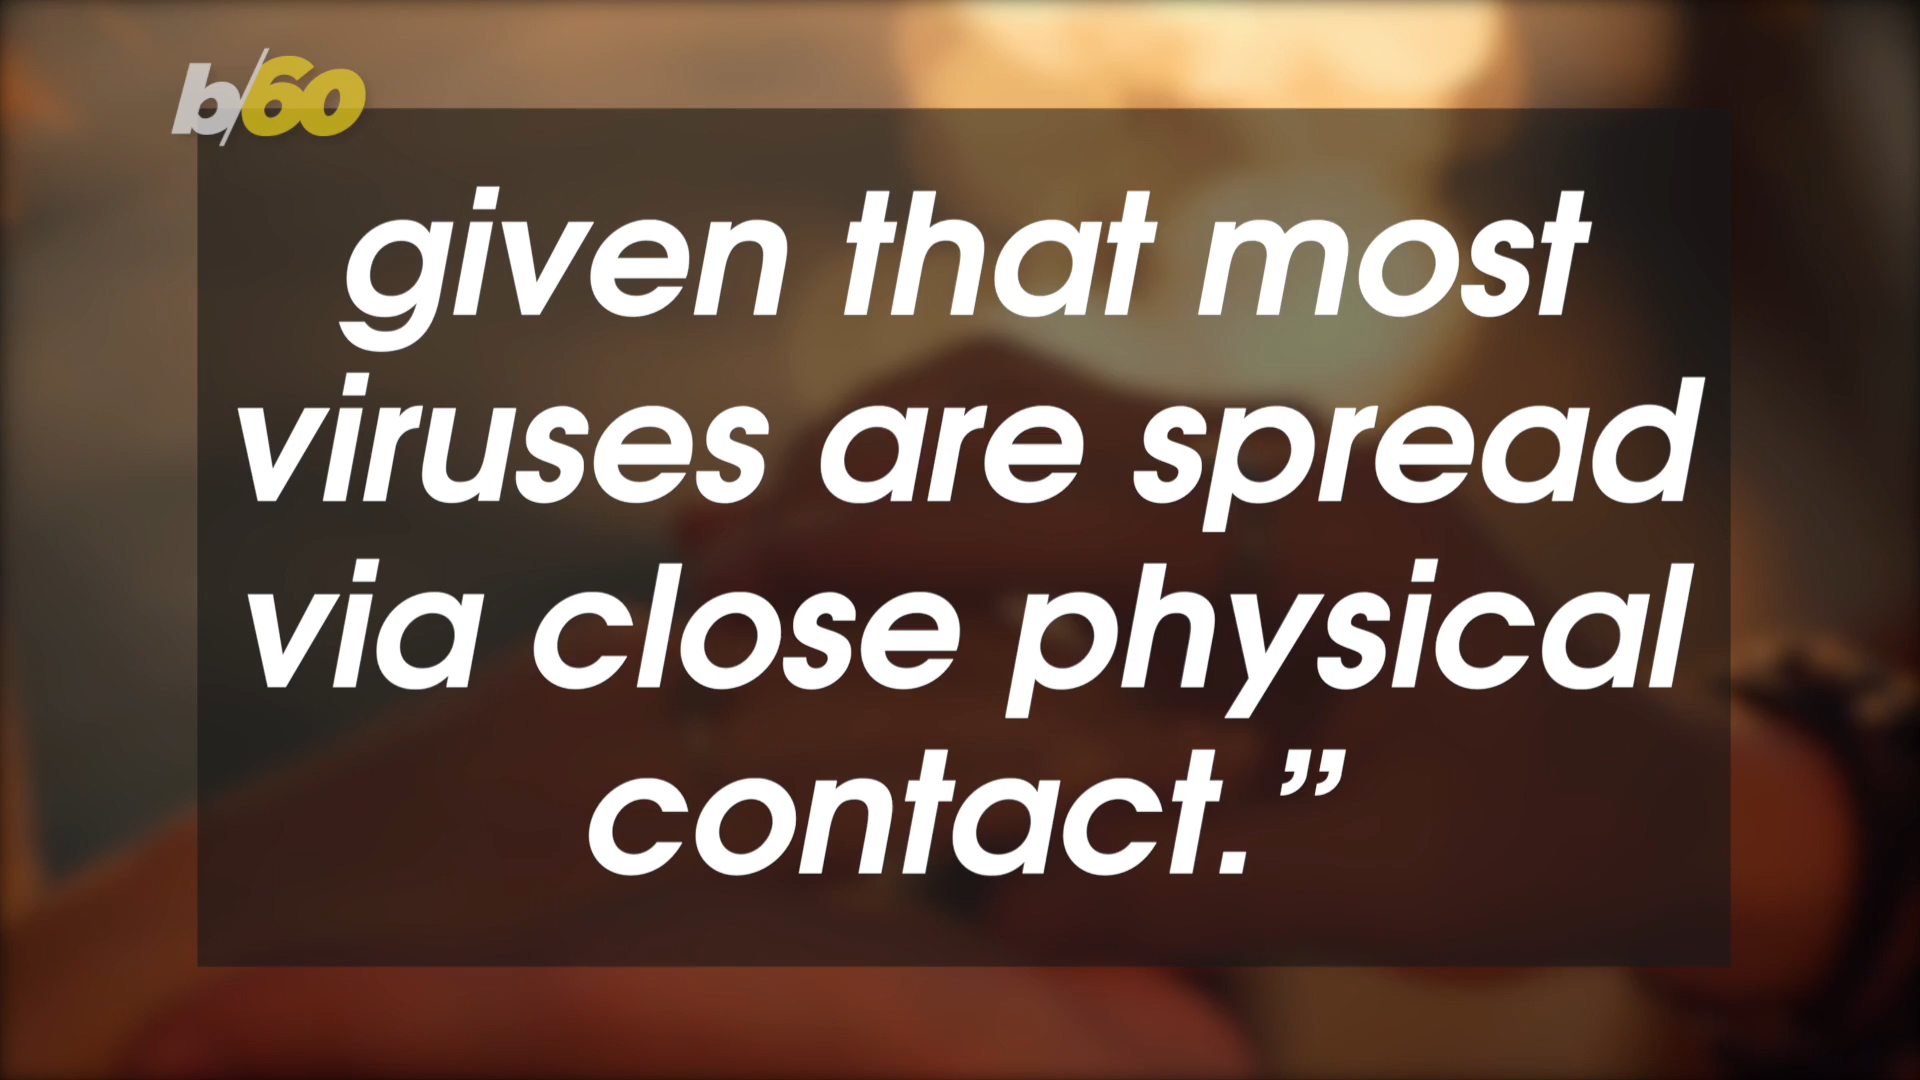 b/60
given that most
viruses are spread
via close physical
contact.”